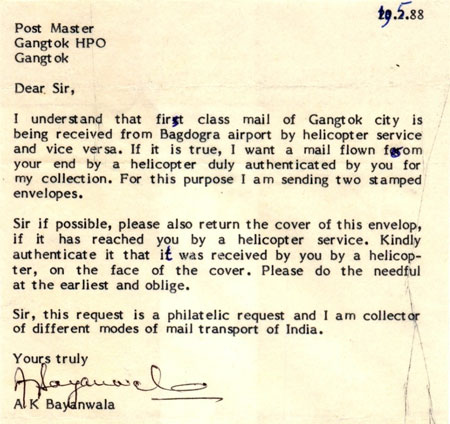 19.5.88
Post Master
Gangtok HPO
Gangtok
Dear Sir,
I understand that first class mail of Gangtok city is
being received from Bagdogra airport by helicopter service
and vice versa. If it is true, I want a mail flown from
your end by a helicopter duly authenticated by you for
my collection. For this purpose I am sending two stamped
envelopes.
Sir if possible, please also return the cover of this envelop,
if it has reached you by a helicopter service. Kindly
authenticate it that it was received by you by a helicop-
ter, on the face of the cover. Please do the needful
at the earliest and oblige.
Sir, this request is a philatelic request and I am collector
of different modes of mail transport of India.
Yours truly
A K Bayanwala